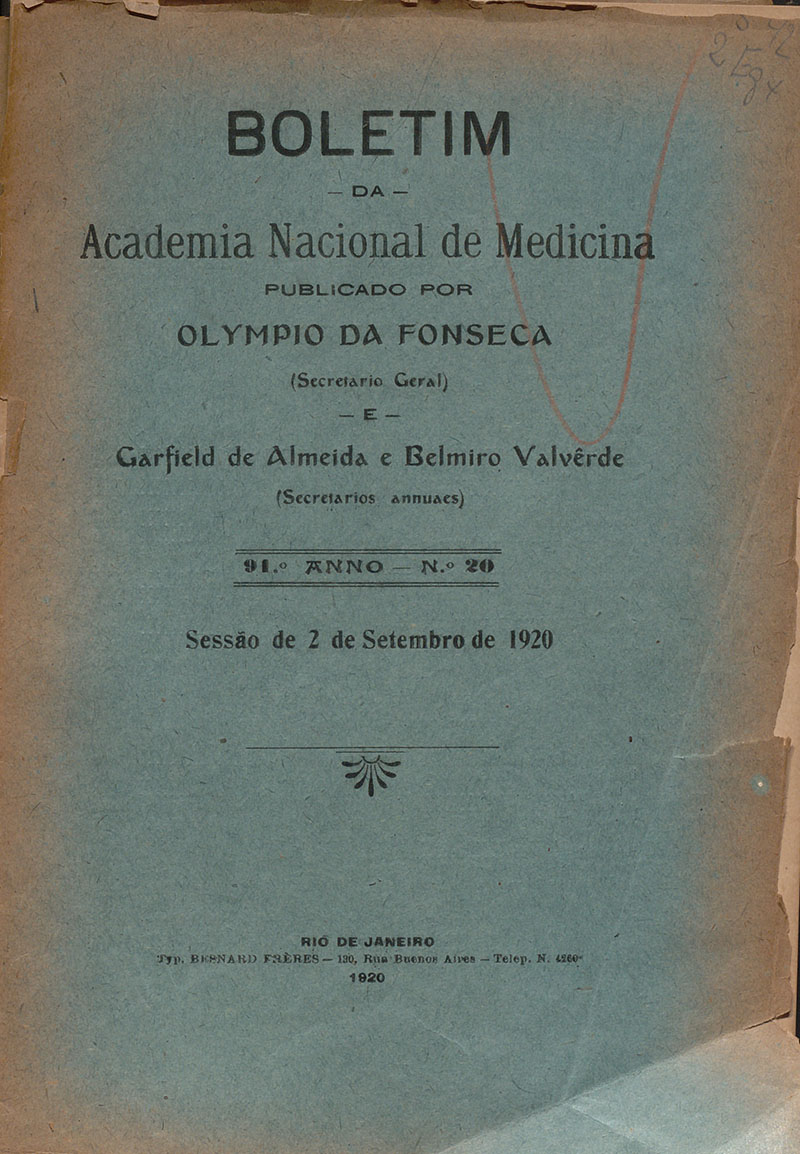 BOLETIM
— DA —
Academia Nacional de Medicina
PUBLICADO POR
OLYMPIO DA FONSECA
(Secretario Geral)
— E —
Garfield de Almeida e Belmiro Valvêrde
(Secretarios annuaes)
91.º ANNO — N.º 20
Sessão de 2 de Setembro de 1920
RIO DE JANEIRO
Typ. BERNARD FRÈRES — 130, Rua Buenos Aires — Telep. N.
1920